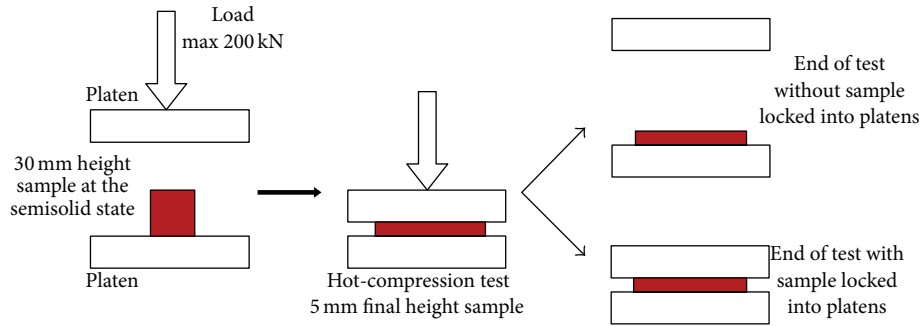 Load
max 200 kN
Platen
30 mm height
sample at the
semisolid state
Platen
Hot-compression test
5 mm final height sample
End of test
without sample
locked into platens
End of test with
sample locked
into platens